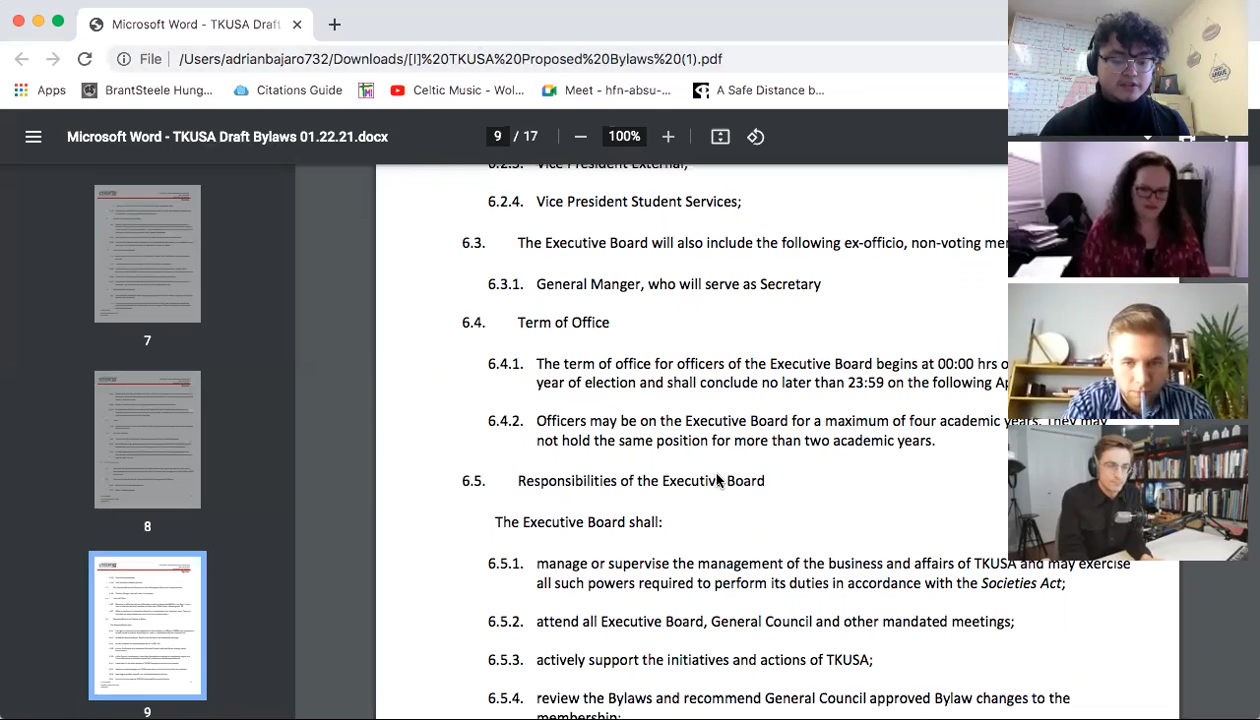 Microsoft Word - TKUSA Draft
File /Users/adrianbajaro732/Downloads/[I]%20TKUSA%20Proposed%20Bylaws%20(1).pdf
Apps BrantSteele Hung... Citations Guide Celtic Music - Wol... Meet - hfn-absu-... A Safe Distance b...
Microsoft Word - TKUSA Draft Bylaws 01.22.21.docx 9 / 17 100%
6.2.3. Vice President External;
6.2.4. Vice President Student Services;
6.3. The Executive Board will also include the following ex-officio, non-voting
6.3.1. General Manger, who will serve as Secretary
6.4. Term of Office
6.4.1. The term of office for officers of the Executive Board begins at 00:00 hrs
year of election and shall conclude no later than 23:59 on the following
6.4.2. Officers may be on the Executive Board for a maximum of four academic years. They may
not hold the same position for more than two academic years.
6.5. Responsibilities of the Executive Board
The Executive Board shall:
6.5.1. manage or supervise the management of the business and affairs of TKUSA and may exercise
all such powers required to perform its duties in accordance with the Societies Act;
6.5.2. attend all Executive Board, General Council and other mandated meetings;
6.5.3. actively support the initiatives and actions of TKUSA;
6.5.4. review the Bylaws and recommend General Council approved Bylaw changes to the
membership;
7
8
9